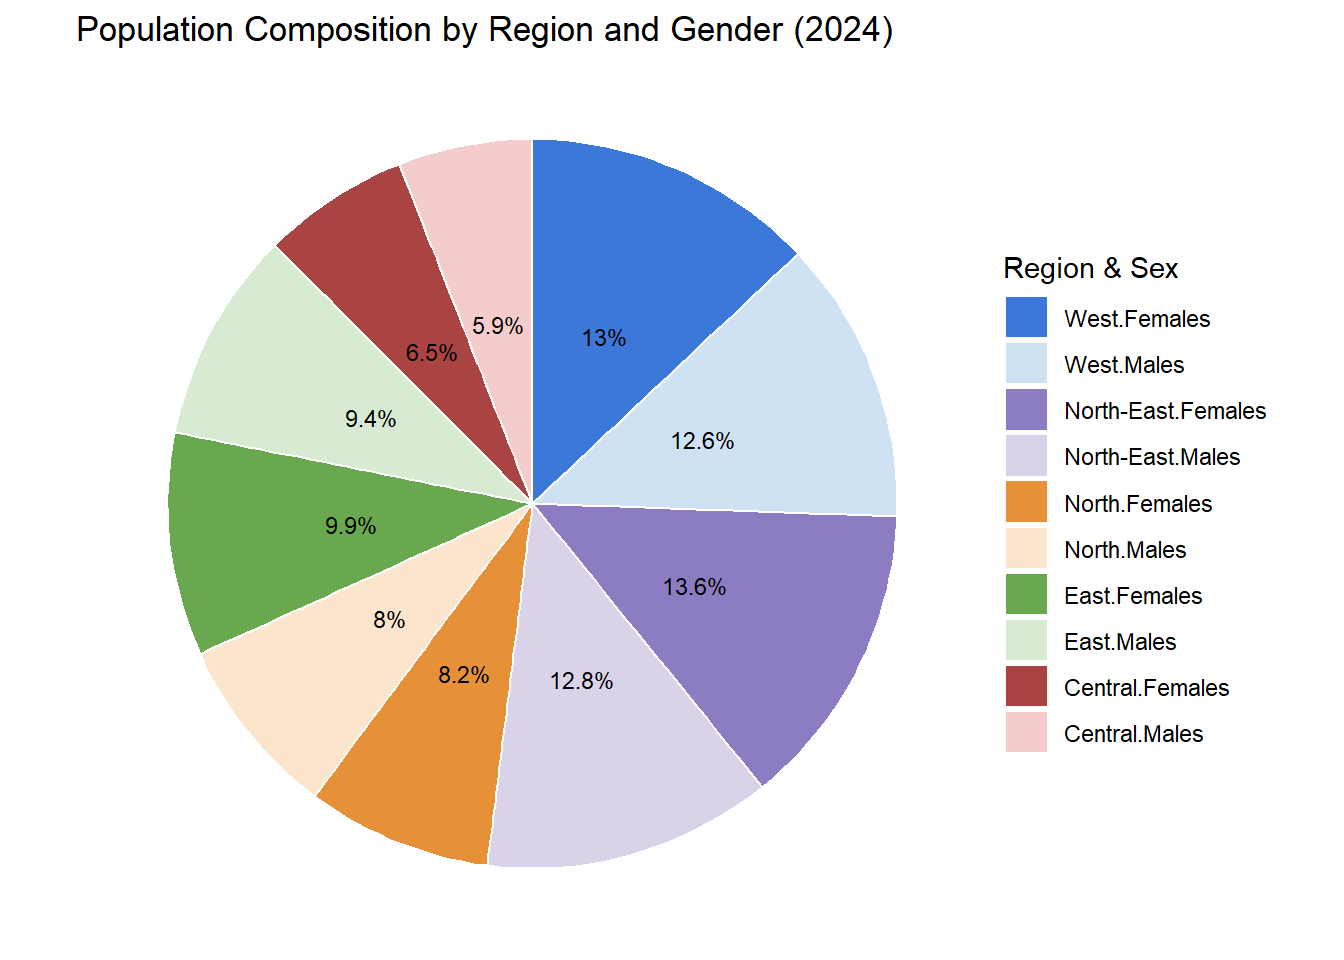 Population Composition by Region and Gender (2024)
5.9%
13%
6.5%
9.4%
12.6%
9.9%
13.6%
8%
8.2%
12.8%
Region & Sex
West.Females
West.Males
North-East.Females
North-East.Males
North.Females
North.Males
East.Females
East.Males
Central.Females
Central.Males